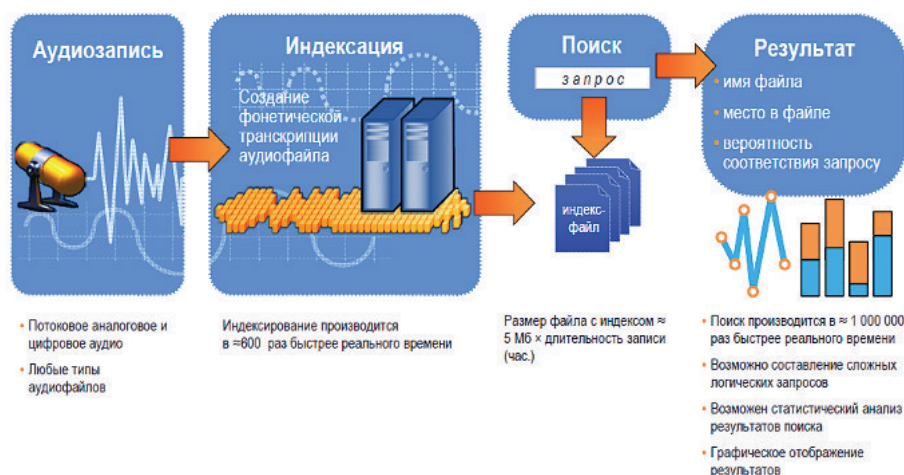 Аудиозапись
Индексация
Создание
фонетической
транскрипции
аудиофайла
Поиск
запрос
индекс-
файл
Результат
• имя файла
• место в файле
• вероятность
соответствия запросу
• Потоковое аналоговое и
цифровое аудио
• Любые типы
аудиофайлов
Индексирование производится
в ≈600 раз быстрее реального времени
Размер файла с индексом ≈
5 Мб × длительность записи
(час.)
• Поиск производится в ≈ 1 000 000
раз быстрее реального времени
• Возможно составление сложных
логических запросов
• Возможен статистический анализ
результатов поиска
• Графическое отображение
результатов